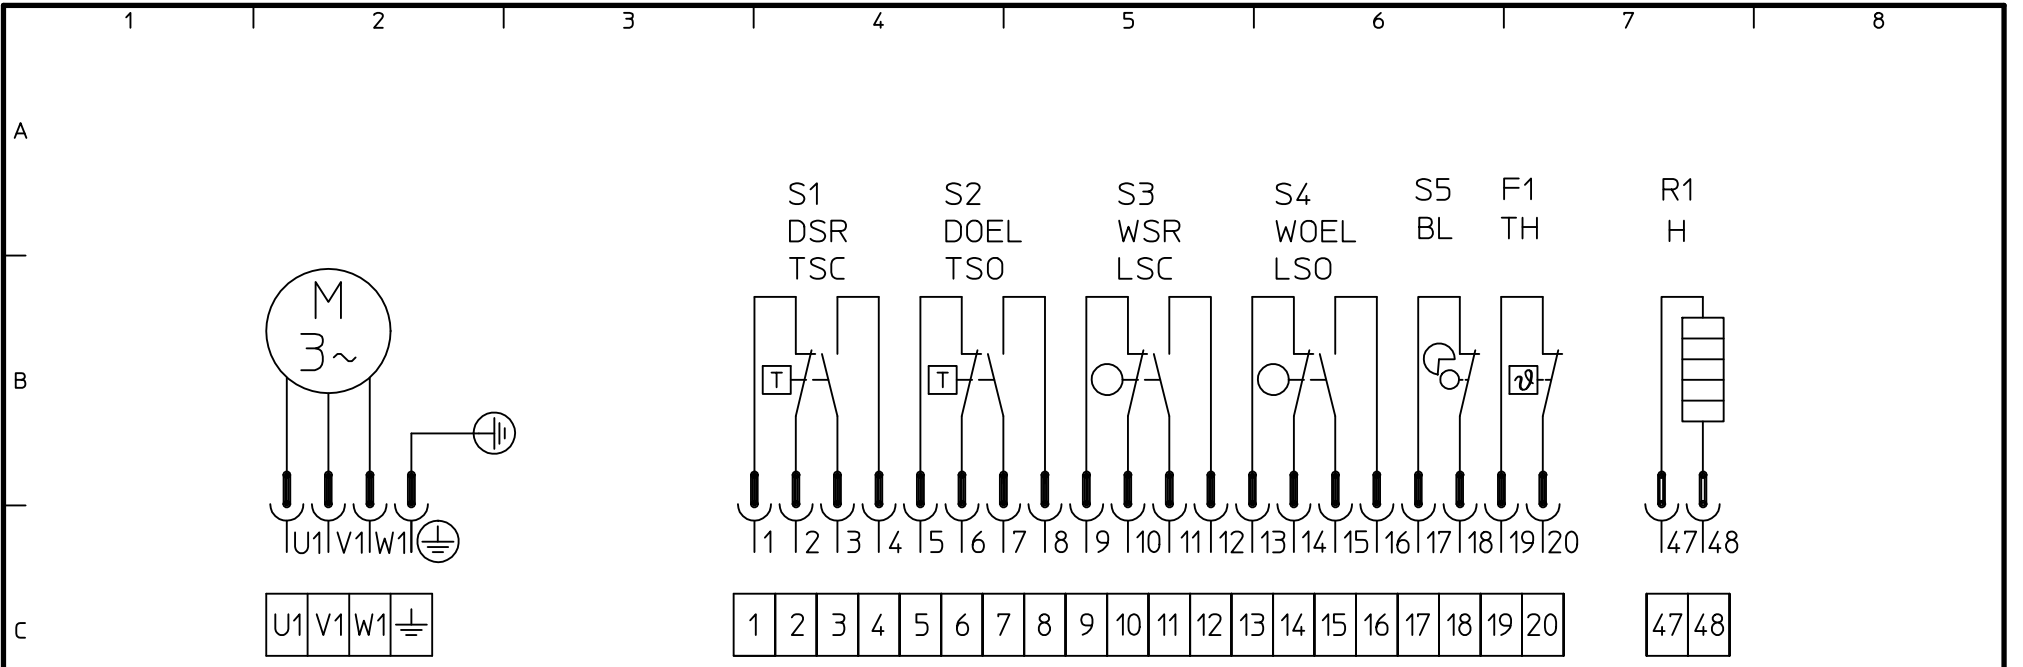 1 2 3 4 5 6 7 8
A
S1 S2 S3 S4 S5 F1 R1
DSR DOEL WSR WOEL BL TH H
TSC TSO LSC LSO
M
3~
B
T T ϑ
U1 V1 W1 1 2 3 4 5 6 7 8 9 10 11 12 13 14 15 16 17 18 19 20 47 48
C
U1 V1 W1 1 2 3 4 5 6 7 8 9 10 11 12 13 14 15 16 17 18 19 20 47 48